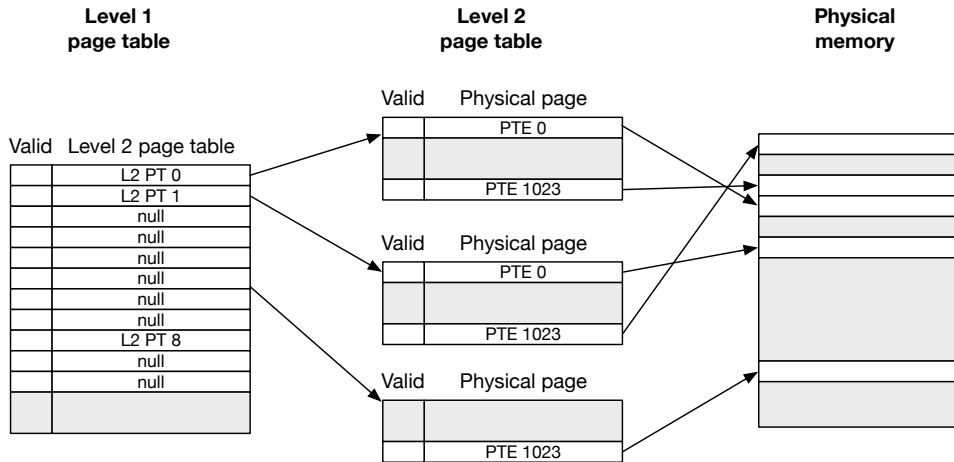 Level 1
page table
Level 2
page table
Physical
memory
Valid Level 2 page table
L2 PT 0
L2 PT 1
null
null
null
null
null
null
L2 PT 8
null
null
Valid Physical page
PTE 0
PTE 1023
Valid Physical page
PTE 0
PTE 1023
Valid Physical page
PTE 1023